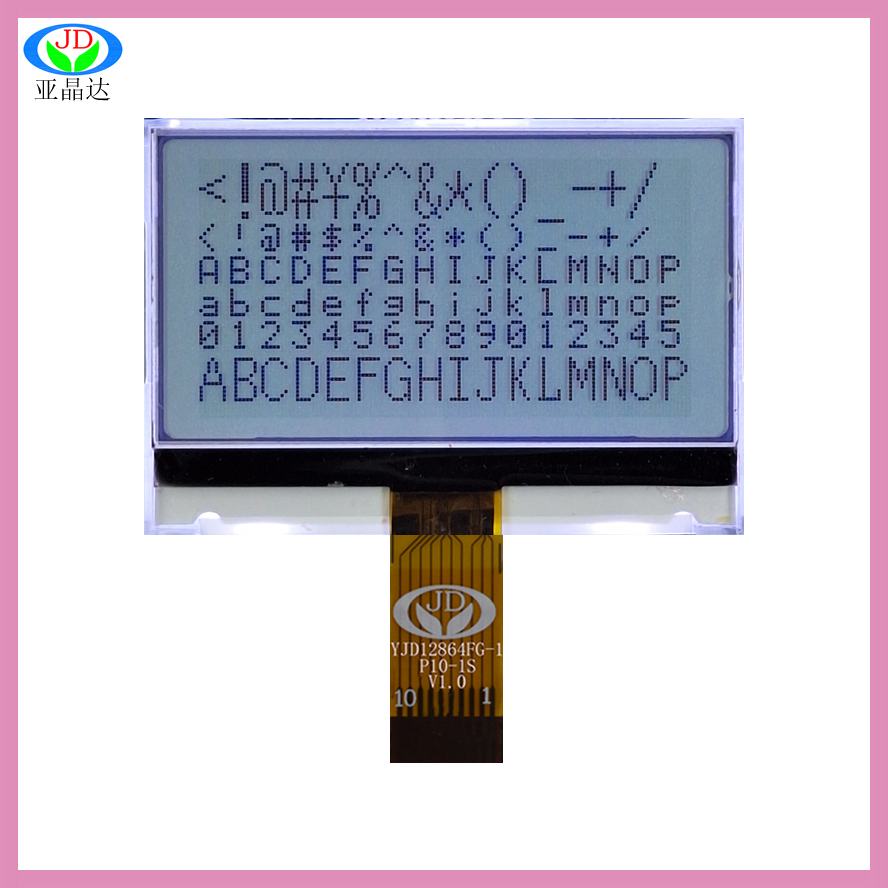 JD
亚晶达
<!@#¥%^&*()_-+/
<!@#$%^&*()_-+/
ABCDEFGHIJKLMNOP
abcdefghijklmnop
0123456789012345
ABCDEFGHIJKLMNOP
JD
YJD12864FG-1
P10-1S
V1.0
10 1